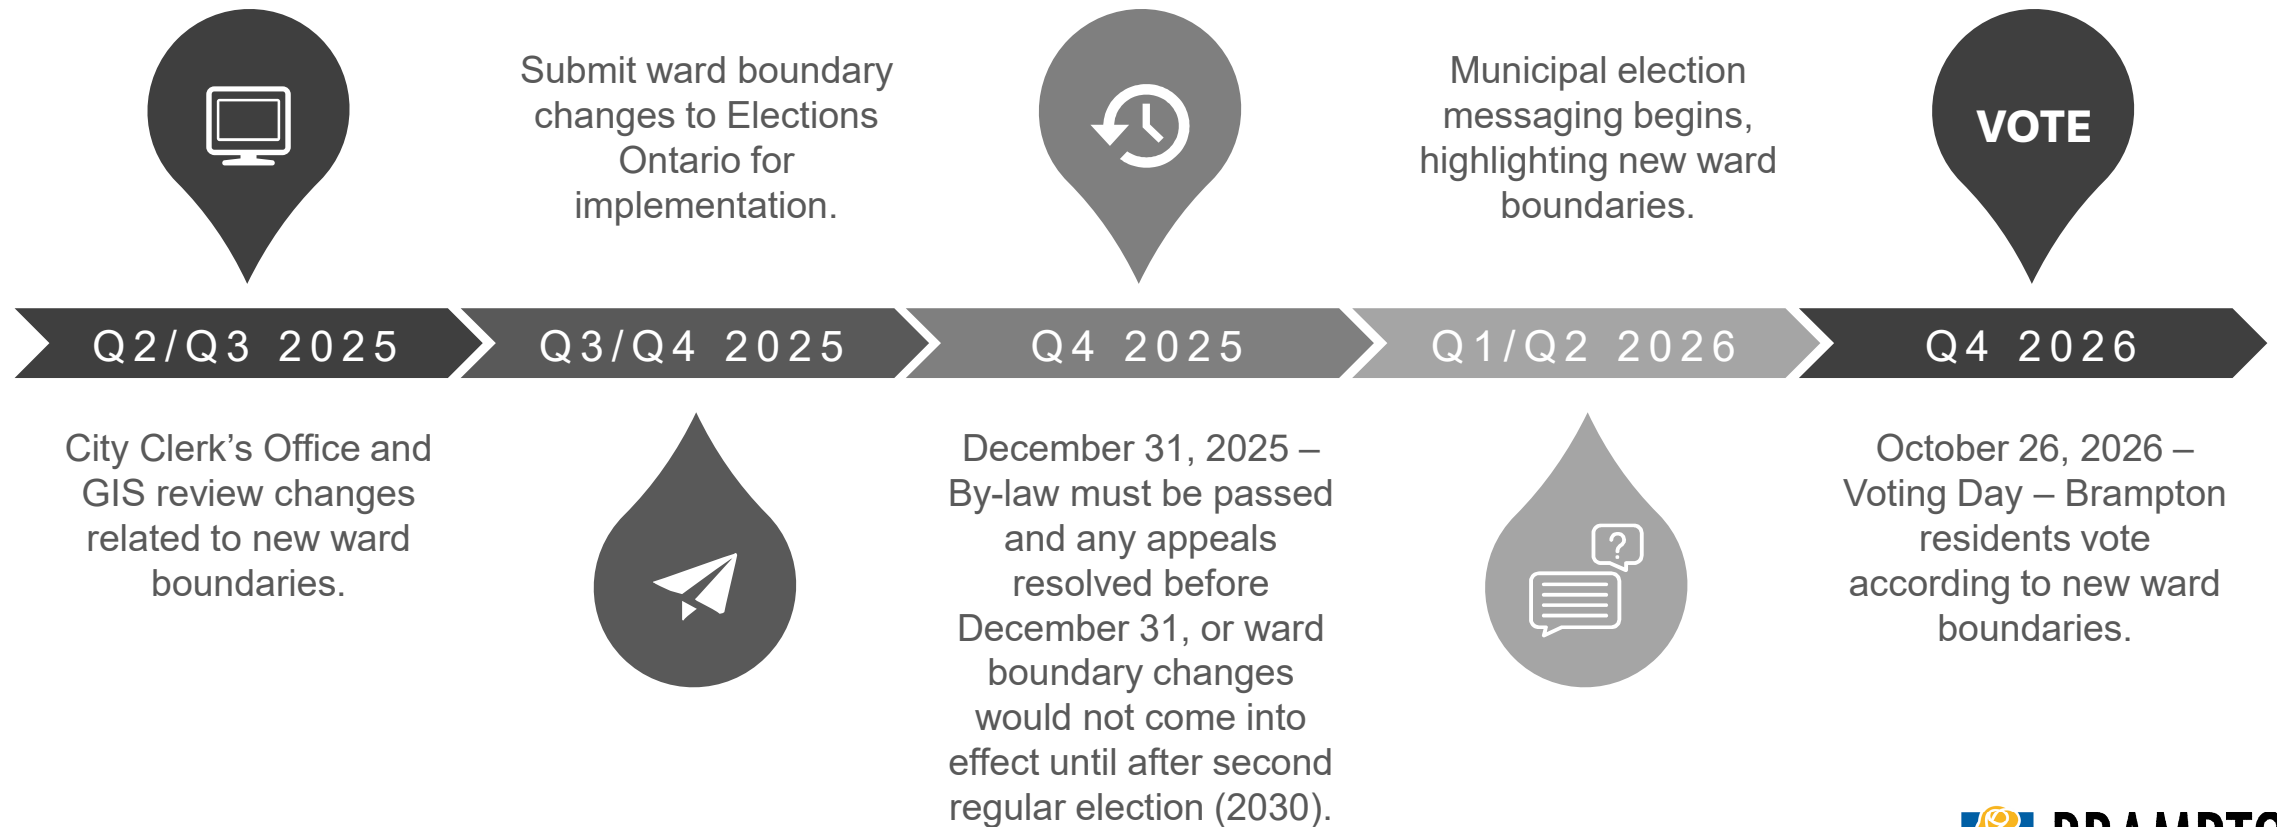 Submit ward boundary
changes to Elections
Ontario for
implementation.
Municipal election
messaging begins,
highlighting new ward
boundaries.
VOTE
Q2/Q3 2025
Q3/Q4 2025
Q4 2025
Q1/Q2 2026
Q4 2026
City Clerk’s Office and
GIS review changes
related to new ward
boundaries.
December 31, 2025 –
By-law must be passed
and any appeals
resolved before
December 31, or ward
boundary changes
would not come into
effect until after second
regular election (2030).
?
October 26, 2026 –
Voting Day – Brampton
residents vote
according to new ward
boundaries.